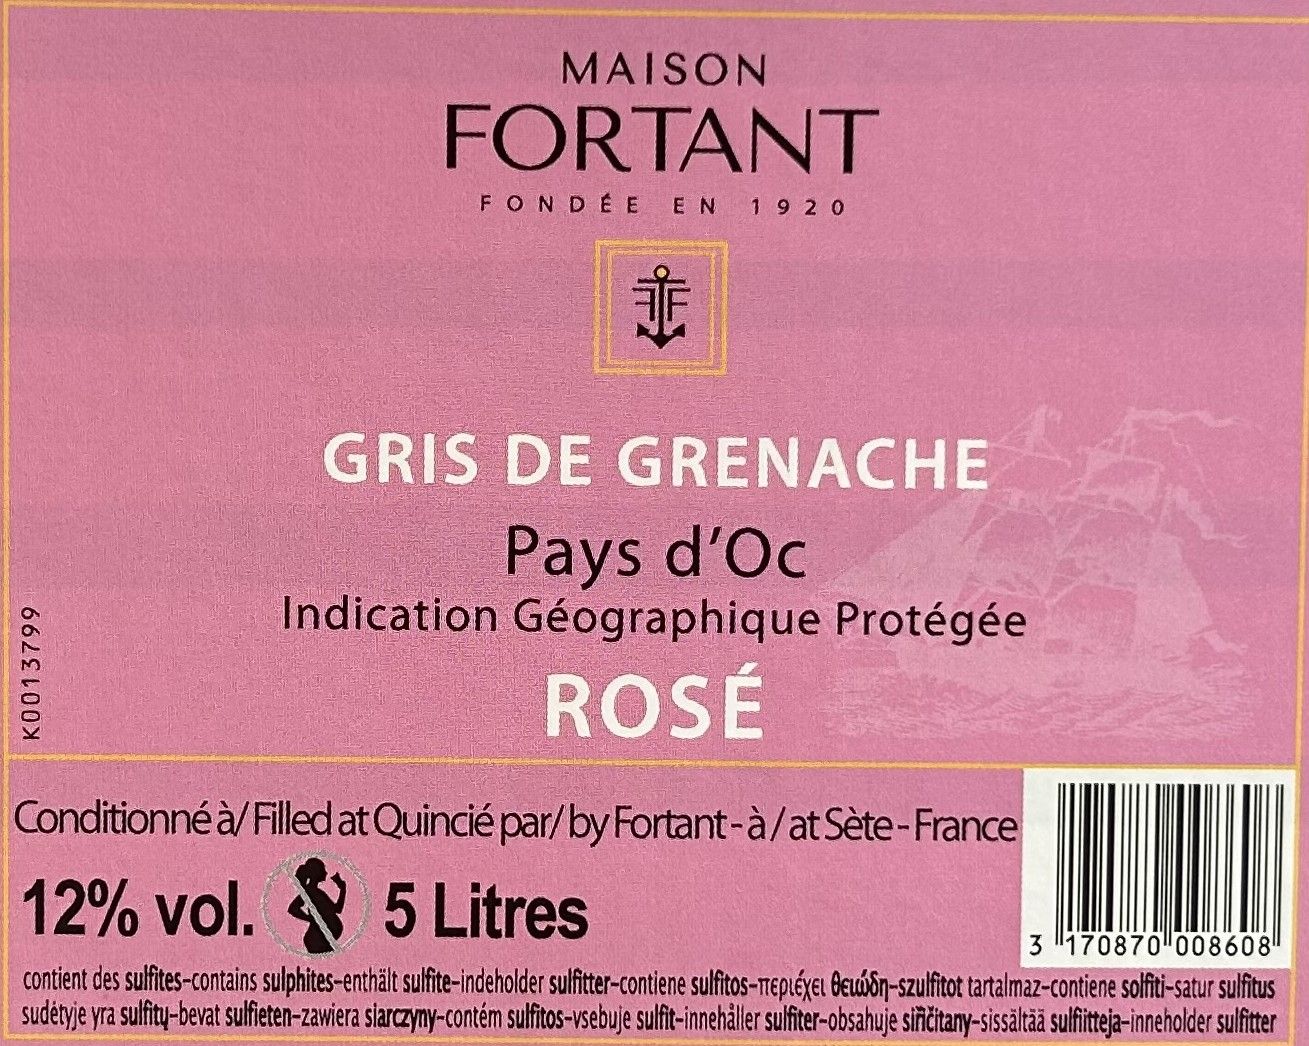 MAISON
FORTANT
FONDÉE EN 1920
GRIS DE GRENACHE
Pays d'Oc
Indication Géographique Protégée
ROSÉ
K0013799
Conditionné à/ Filled at Quincié par/ by Fortant - à / at Sète - France
12% vol. 5 Litres
3 170870 008608
contient des sulfites-contains sulphites-enthält sulfite-indeholder sulfitter-contiene sulfitos-περιέχει θειώδη-szulfitot tartalmaz-contiene solfiti-satur sulfitus
sudėtyje yra sulfitų-bevat sulfieten-zawiera siarczyny-contém sulfitos-vsebuje sulfit-innehåller sulfiter-obsahuje siřičitany-sissältää sulfiitteja-inneholder sulfitter